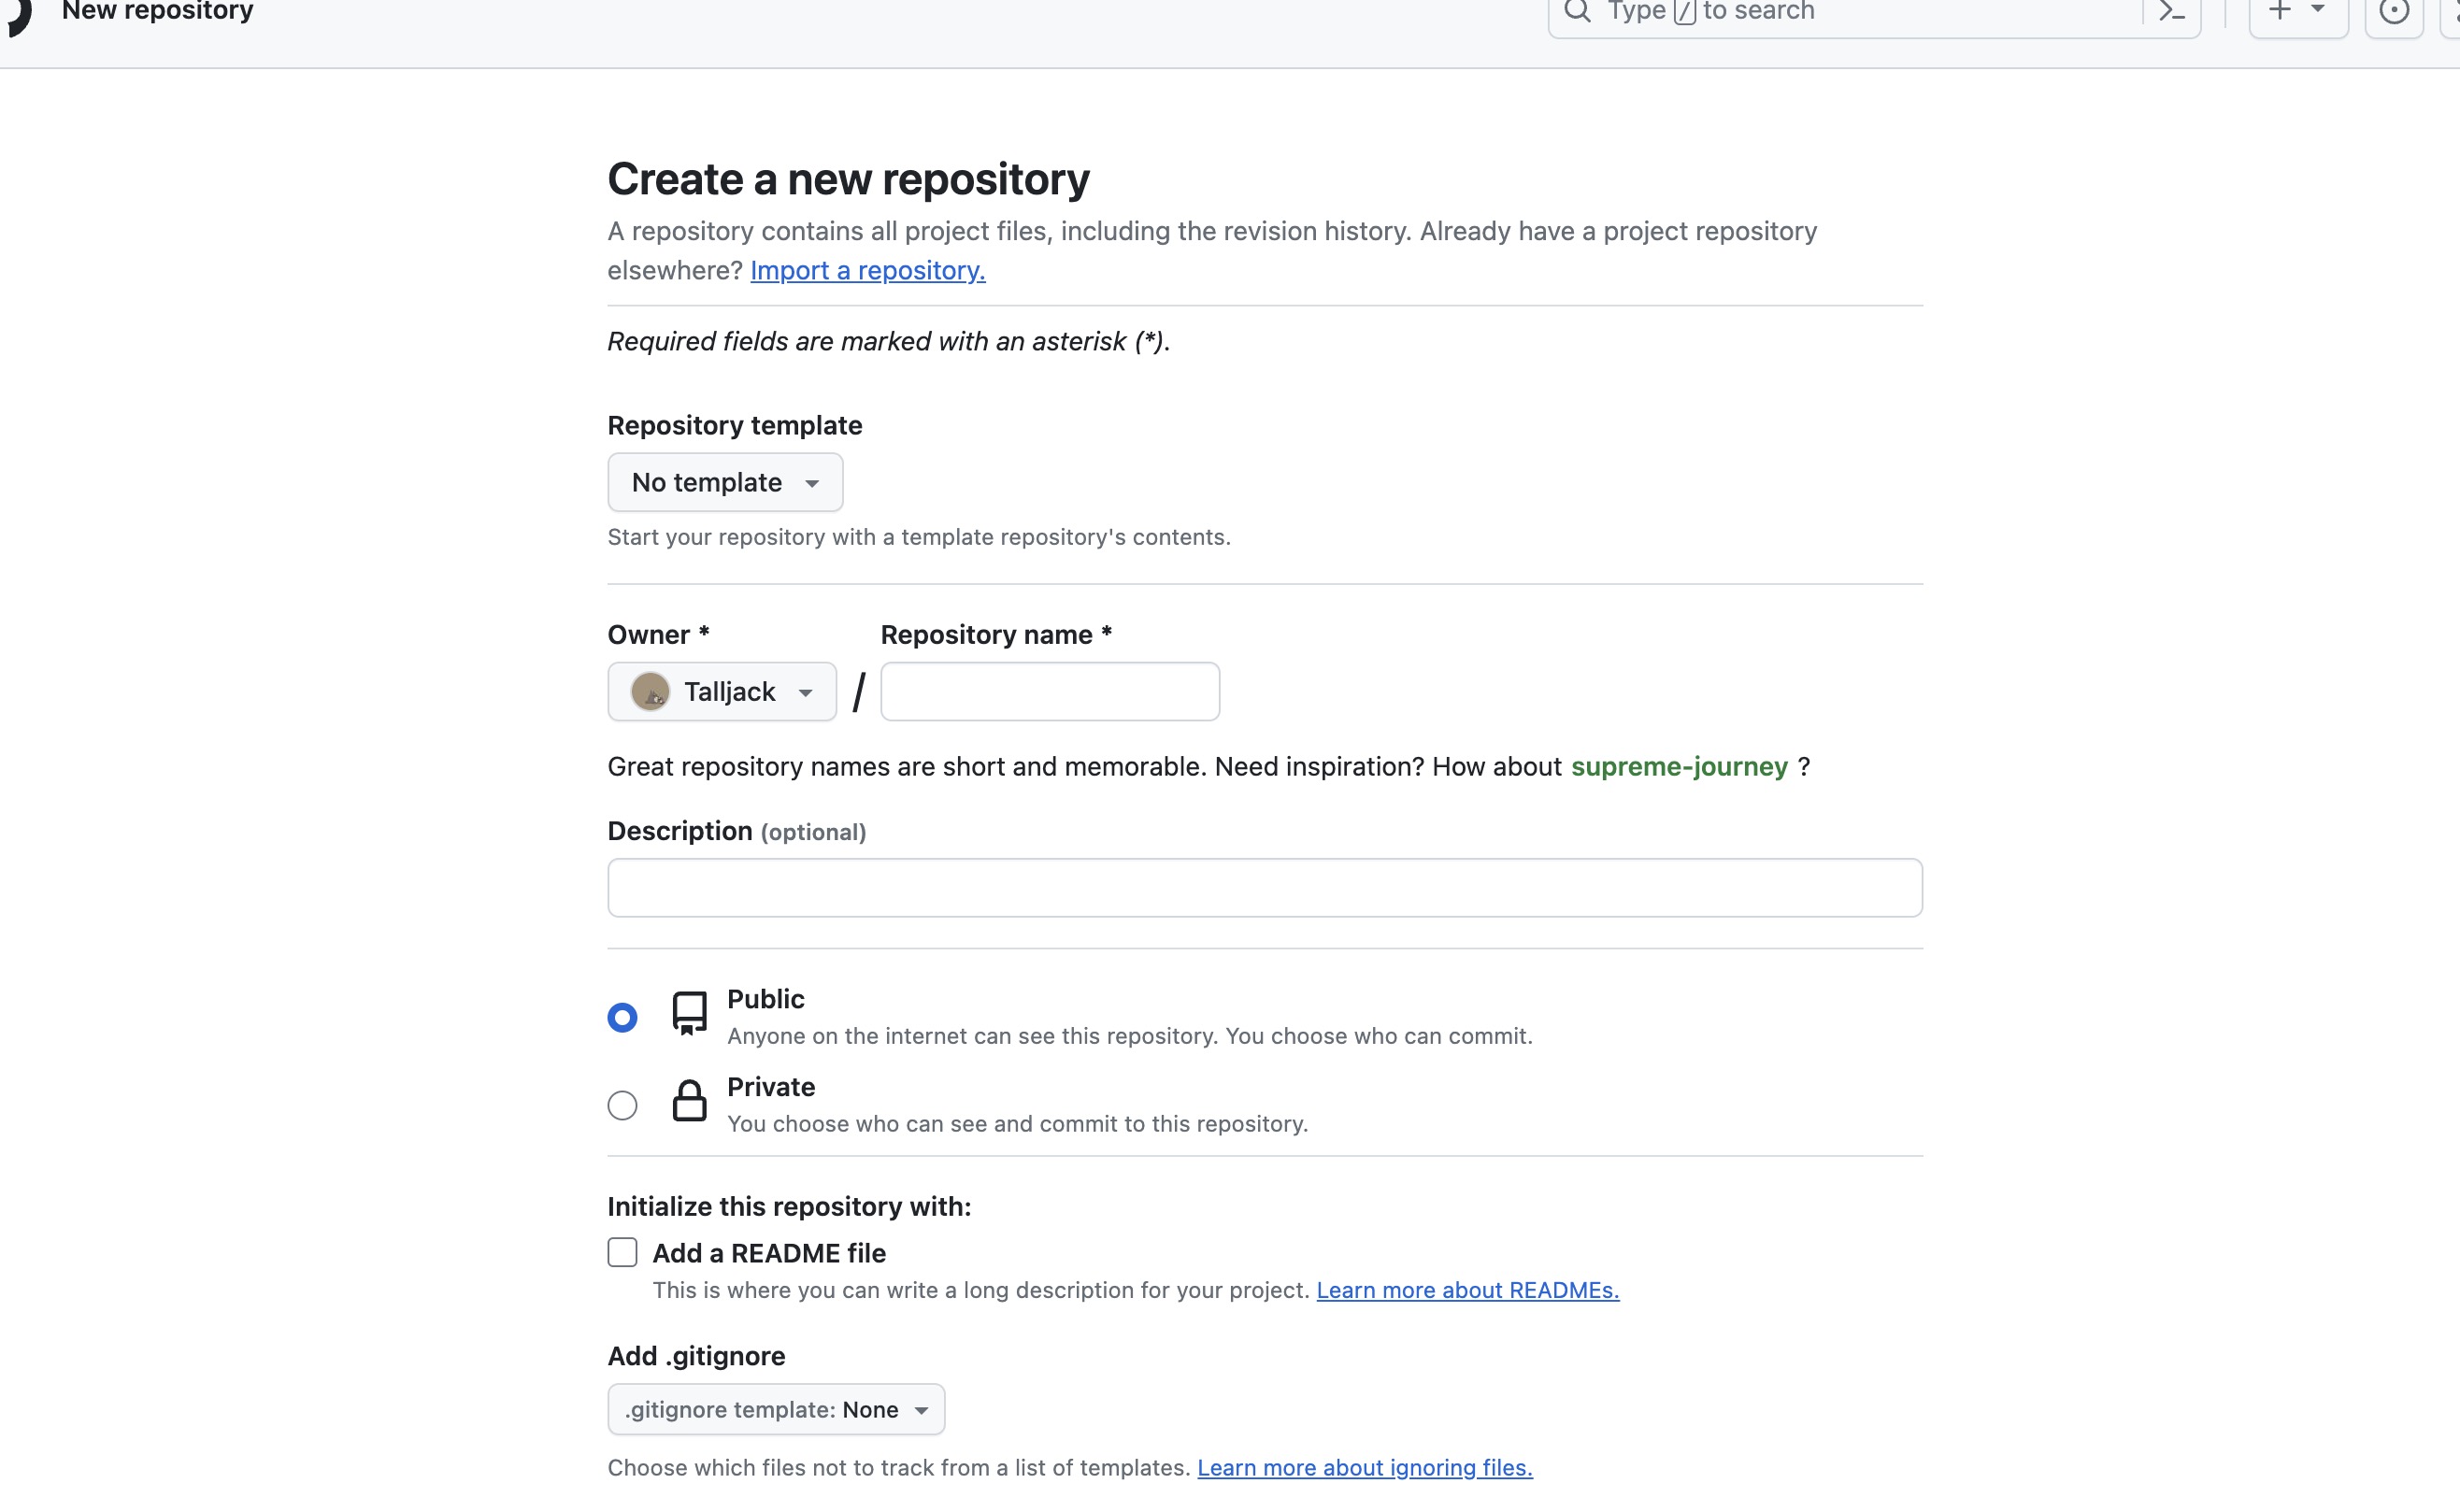 New repository
Type / to search
Create a new repository
A repository contains all project files, including the revision history. Already have a project repository
elsewhere? Import a repository.
Required fields are marked with an asterisk (*).
Repository template
No template
Start your repository with a template repository's contents.
Owner *
Repository name *
Talljack
/
Great repository names are short and memorable. Need inspiration? How about supreme-journey ?
Description (optional)
Public
Anyone on the internet can see this repository. You choose who can commit.
Private
You choose who can see and commit to this repository.
Initialize this repository with:
Add a README file
This is where you can write a long description for your project. Learn more about READMEs.
Add .gitignore
.gitignore template: None
Choose which files not to track from a list of templates. Learn more about ignoring files.